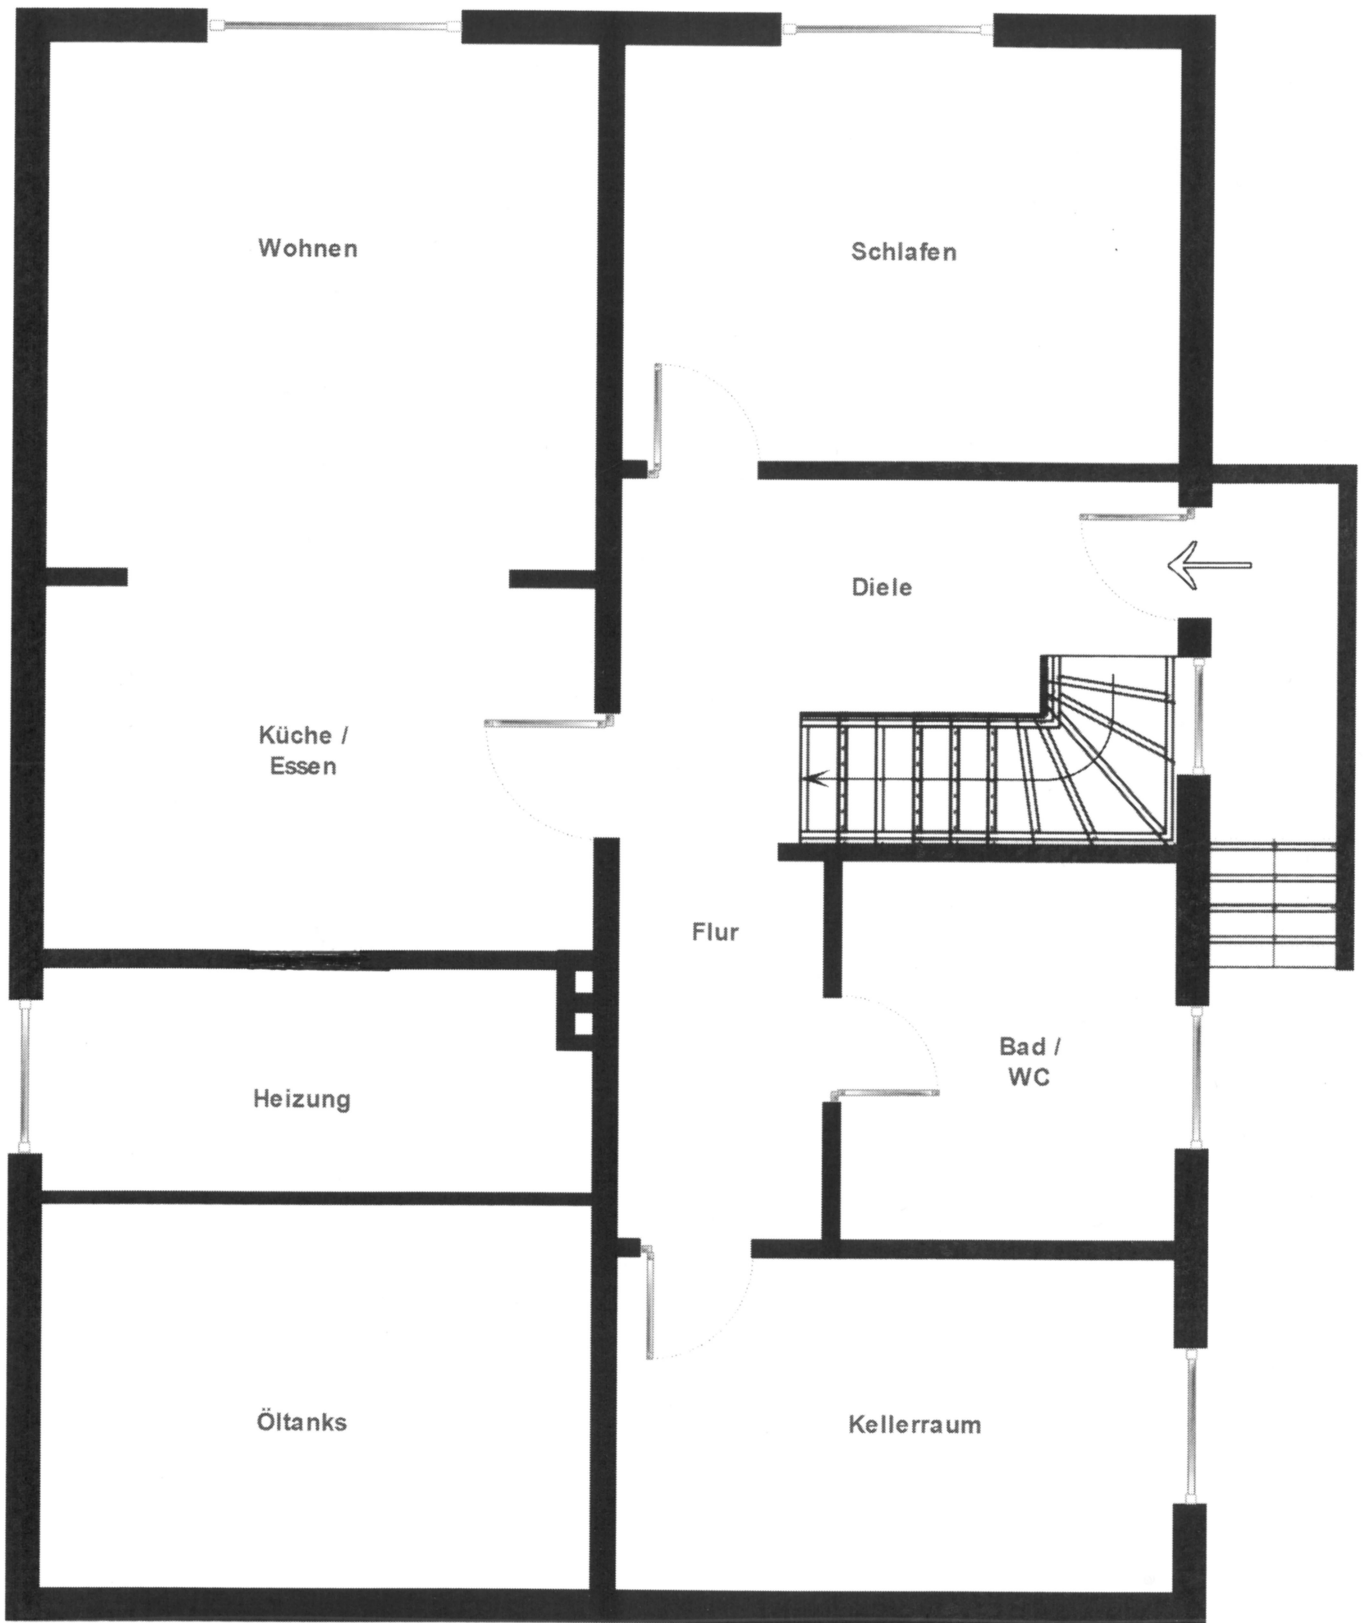 Wohnen
Schlafen
Diele
Küche /
Essen
Flur
Bad /
WC
Heizung
Öltanks
Kellerraum